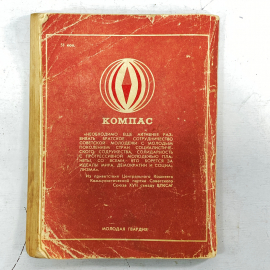 75 коп.
КОМПАС
«НЕОБХОДИМО ЕЩЕ АКТИВНЕЕ РАЗ-
ВИВАТЬ БРАТСКОЕ СОТРУДНИЧЕСТВО
СОВЕТСКОЙ МОЛОДЕЖИ С МОЛОДЫМ
ПОКОЛЕНИЕМ СТРАН СОЦИАЛИСТИЧЕ-
СКОГО СОДРУЖЕСТВА, СОЛИДАРНОСТЬ
С ПРОГРЕССИВНОЙ МОЛОДЕЖЬЮ ПЛА-
НЕТЫ, СО ВСЕМИ, КТО БОРЕТСЯ ЗА
ИДЕАЛЫ МИРА, ДЕМОКРАТИИ И СОЦИА-
ЛИЗМА».
Из приветствия Центрального Комитета
Коммунистической партии Советского
Союза XVII съезду ВЛКСМ
МОЛОДАЯ ГВАРДИЯ